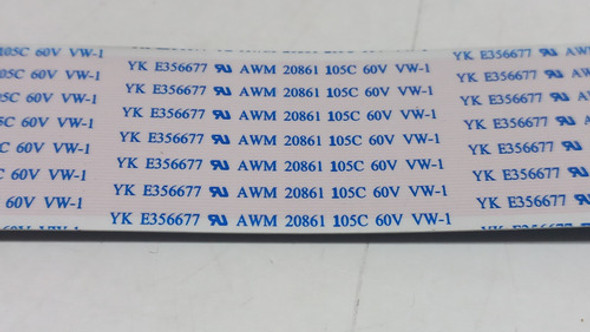 105C 60V VW-1 YK E356677 AWM 20861 105C 60V VW-1 YK E356677 AW
05C 60V VW-1 YK E356677 AWM 20861 105C 60V VW-1 YK E356677 AW
5C 60V VW-1 YK E356677 AWM 20861 105C 60V VW-1 YK E356677 A
5C 60V VW-1 YK E356677 AWM 20861 105C 60V VW-1 YK E356677
C 60V VW-1 YK E356677 AWM 20861 105C 60V VW-1 YK E356677
C 60V VW-1 YK E356677 AWM 20861 105C 60V VW-1 YK E356677
60V VW-1 YK E356677 AWM 20861 105C 60V VW-1 YK E356677